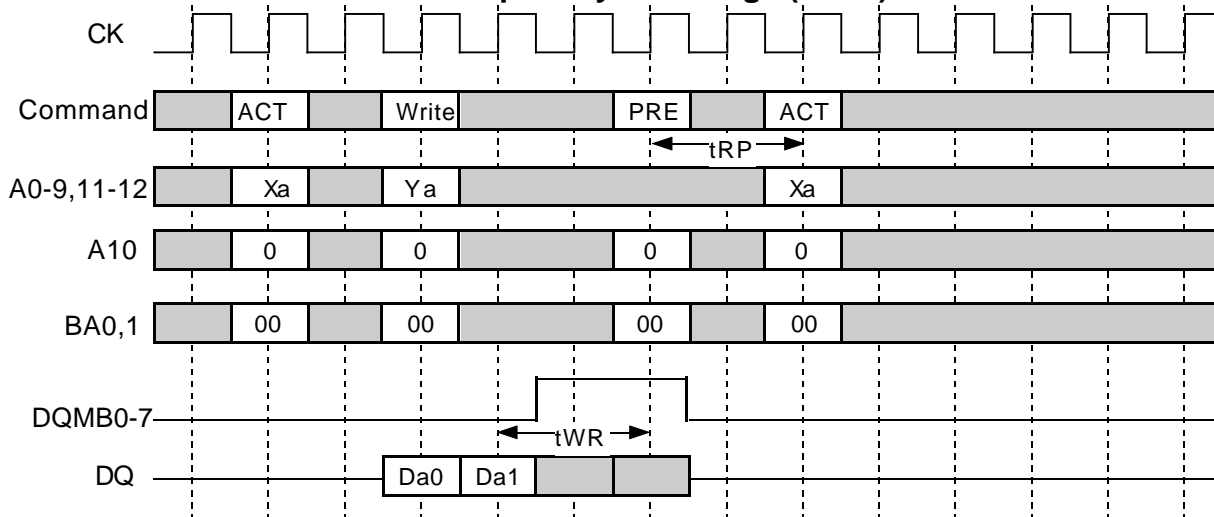 CK
Command ACT Write PRE ACT
tRP
A0-9,11-12 Xa Ya Xa
A10 0 0 0 0
BA0,1 00 00 00 00
DQMB0-7
tWR
DQ Da0 Da1